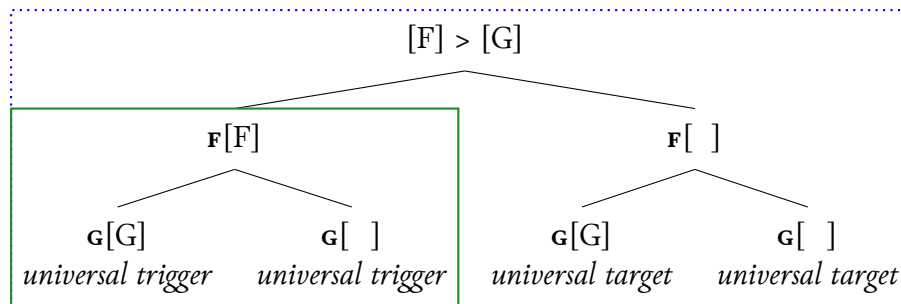 [F] > [G]
F[F] F[ ]
G[G] G[ ] G[G] G[ ]
universal trigger universal trigger universal target universal target